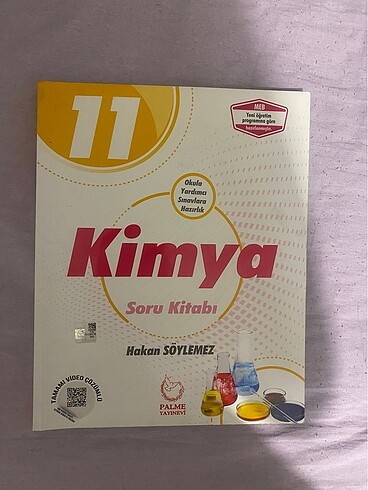 11
MEB
Yeni öğretim
programına göre
hazırlanmıştır.
Okula
Yardımcı
Sınavlara
Hazırlık
Kimya
Soru Kitabı
Hakan SÖYLEMEZ
TAMAMI VİDEO ÇÖZÜMLÜ
PALME
YAYINEVİ